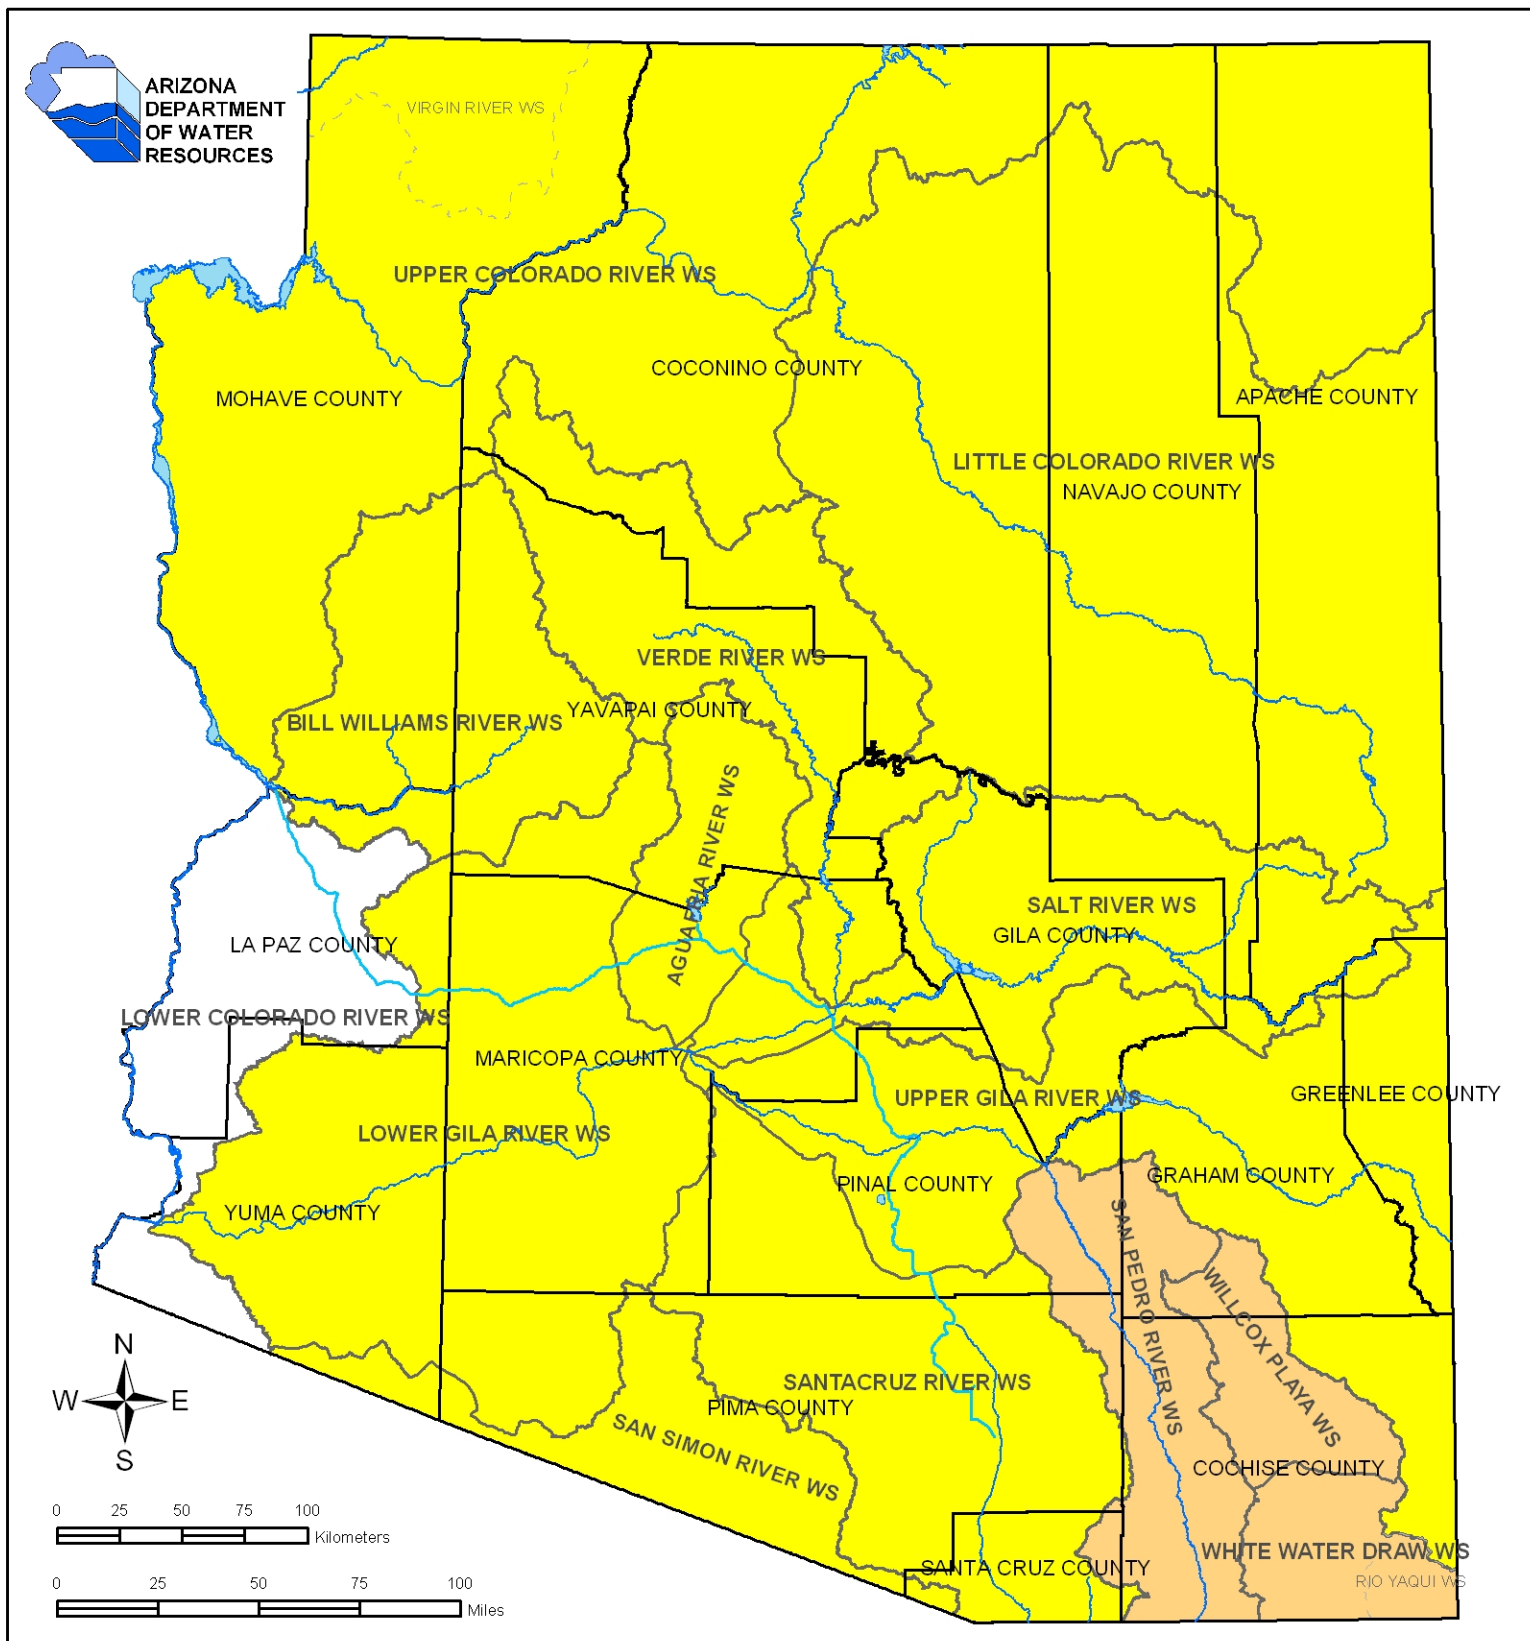 ARIZONA
DEPARTMENT
OF WATER
RESOURCES
VIRGIN RIVER WS
UPPER COLORADO RIVER WS
COCONINO COUNTY
MOHAVE COUNTY
APACHE COUNTY
LITTLE COLORADO RIVER WS
NAVAJO COUNTY
VERDE RIVER WS
YAVAPAI COUNTY
BILL WILLIAMS RIVER WS
AGUA FRIA RIVER WS
SALT RIVER WS
GILA COUNTY
LA PAZ COUNTY
LOWER COLORADO RIVER WS
MARICOPA COUNTY
GREENLEE COUNTY
UPPER GILA RIVER WS
LOWER GILA RIVER WS
GRAHAM COUNTY
PINAL COUNTY
YUMA COUNTY
SAN PEDRO RIVER WS
WILLCOX PLAYA WS
SANTACRUZ RIVER WS
PIMA COUNTY
SAN SIMON RIVER WS
COCHISE COUNTY
WHITE WATER DRAW WS
SANTA CRUZ COUNTY
RIO YAQUI WS
N
W E
S
0 25 50 75 100
Kilometers
0 25 50 75 100
Miles